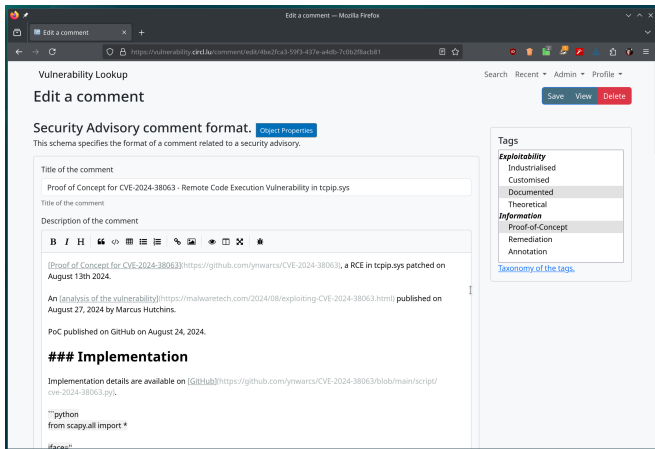 Edit a comment — Mozilla Firefox
Edit a comment
https://vulnerability.circl.lu/comment/edit/4be2fca3-59f3-437e-a4db-7c0b2f8acb81
Vulnerability Lookup
Search Recent Admin Profile
Edit a comment
Save View Delete
Security Advisory comment format. Object Properties
This schema specifies the format of a comment related to a security advisory.
Title of the comment
Proof of Concept for CVE-2024-38063 - Remote Code Execution Vulnerability in tcpip.sys
Title of the comment
Description of the comment
B I H
[Proof of Concept for CVE-2024-38063](https://github.com/ynwarcs/CVE-2024-38063), a RCE in tcpip.sys patched on
August 13th 2024.
An [analysis of the vulnerability](https://malwaretech.com/2024/08/exploiting-CVE-2024-38063.html) published on
August 27, 2024 by Marcus Hutchins.
PoC published on GitHub on August 24, 2024.
### Implementation
Implementation details are available on [GitHub](https://github.com/ynwarcs/CVE-2024-38063/blob/main/script/
cve-2024-38063.py).
```python
from scapy.all import *
iface=''
Tags
Exploitability
Industrialised
Customised
Documented
Theoretical
Information
Proof-of-Concept
Remediation
Annotation
Taxonomy of the tags.